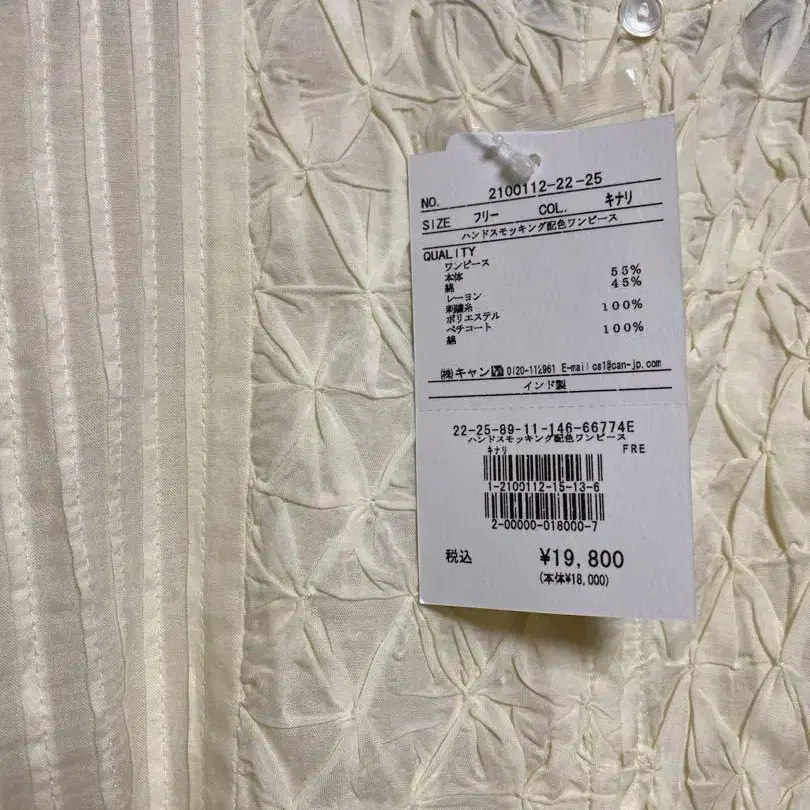 NO. 2100112-22-25
SIZE フリー COL. キナリ
ハンドスモッキング配色ワンピース
QUALITY
ワンピース
本体
綿 55%
レーヨン 45%
刺繍糸
ポリエステル 100%
ペチコート
綿 100%
(株)キャン 0120-112961 E-mail cs1@can-jp.com
インド製
22-25-89-11-146-66774E
ハンドスモッキング配色ワンピース
キナリ FRE
1-2100112-15-13-6
2-00000-018000-7
税込 ¥19,800
(本体¥18,000)